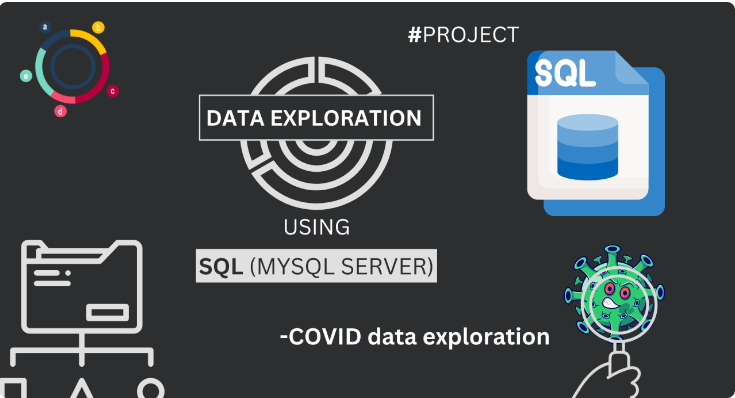 #PROJECT
a
b
SQL
e
c
d
DATA EXPLORATION
USING
SQL (MYSQL SERVER)
-COVID data exploration